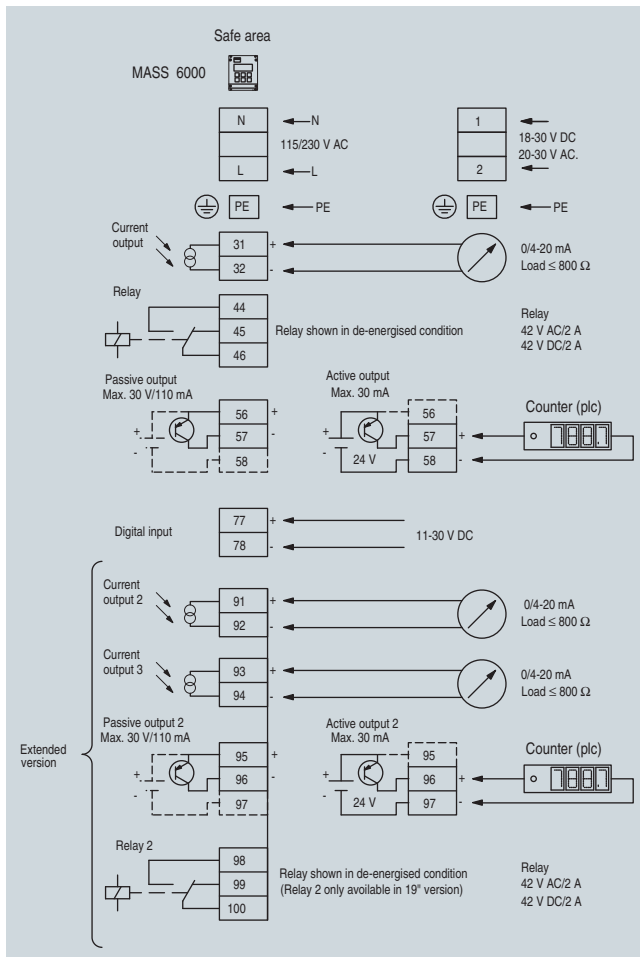 Safe area
MASS 6000
N
N
115/230 V AC
L
L
PE
PE
1
18-30 V DC
20-30 V AC.
2
PE
PE
Current
output
31
+
32
-
0/4-20 mA
Load ≤ 800 Ω
Relay
44
45
46
Relay shown in de-energised condition
Relay
42 V AC/2 A
42 V DC/2 A
Passive output
Max. 30 V/110 mA
+
-
56
+
57
-
58
Active output
Max. 30 mA
+
-
24 V
56
57
+
58
-
Counter (plc)
Digital input
77
+
78
-
11-30 V DC
Extended
version
Current
output 2
91
+
92
-
0/4-20 mA
Load ≤ 800 Ω
Current
output 3
93
+
94
-
0/4-20 mA
Load ≤ 800 Ω
Passive output 2
Max. 30 V/110 mA
+
-
95
+
96
-
97
Active output 2
Max. 30 mA
+
-
24 V
95
96
+
97
-
Counter (plc)
Relay 2
98
99
100
Relay shown in de-energised condition
(Relay 2 only available in 19" version)
Relay
42 V AC/2 A
42 V DC/2 A